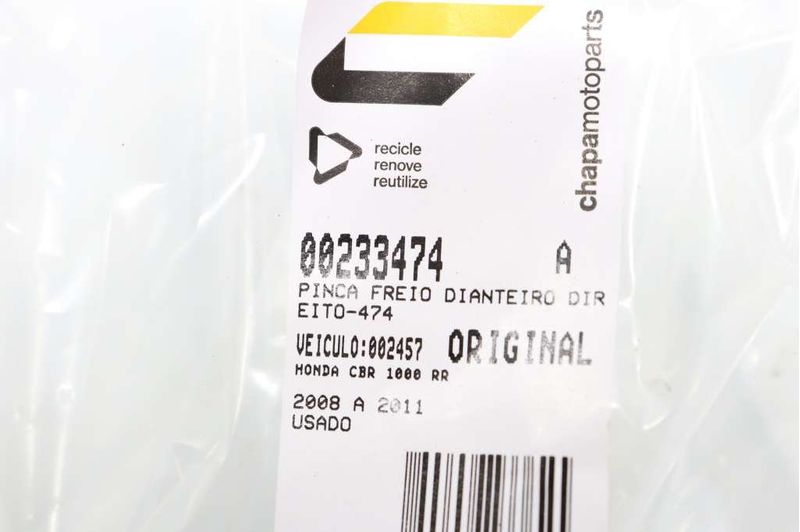 chapamotoparts
recicle
renove
reutilize
00233474 A
PINCA FREIO DIANTEIRO DIR
EITO-474
VEICULO:002457 ORIGINAL
HONDA CBR 1000 RR
2008 A 2011
USADO